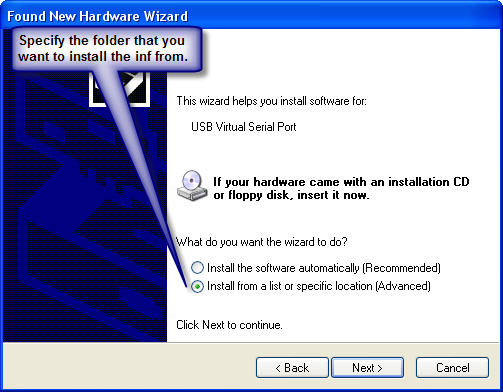 Found New Hardware Wizard
Specify the folder that you
want to install the inf from.
This wizard helps you install software for:
USB Virtual Serial Port
If your hardware came with an installation CD
or floppy disk, insert it now.
What do you want the wizard to do?
Install the software automatically (Recommended)
Install from a list or specific location (Advanced)
Click Next to continue.
< Back
Next >
Cancel